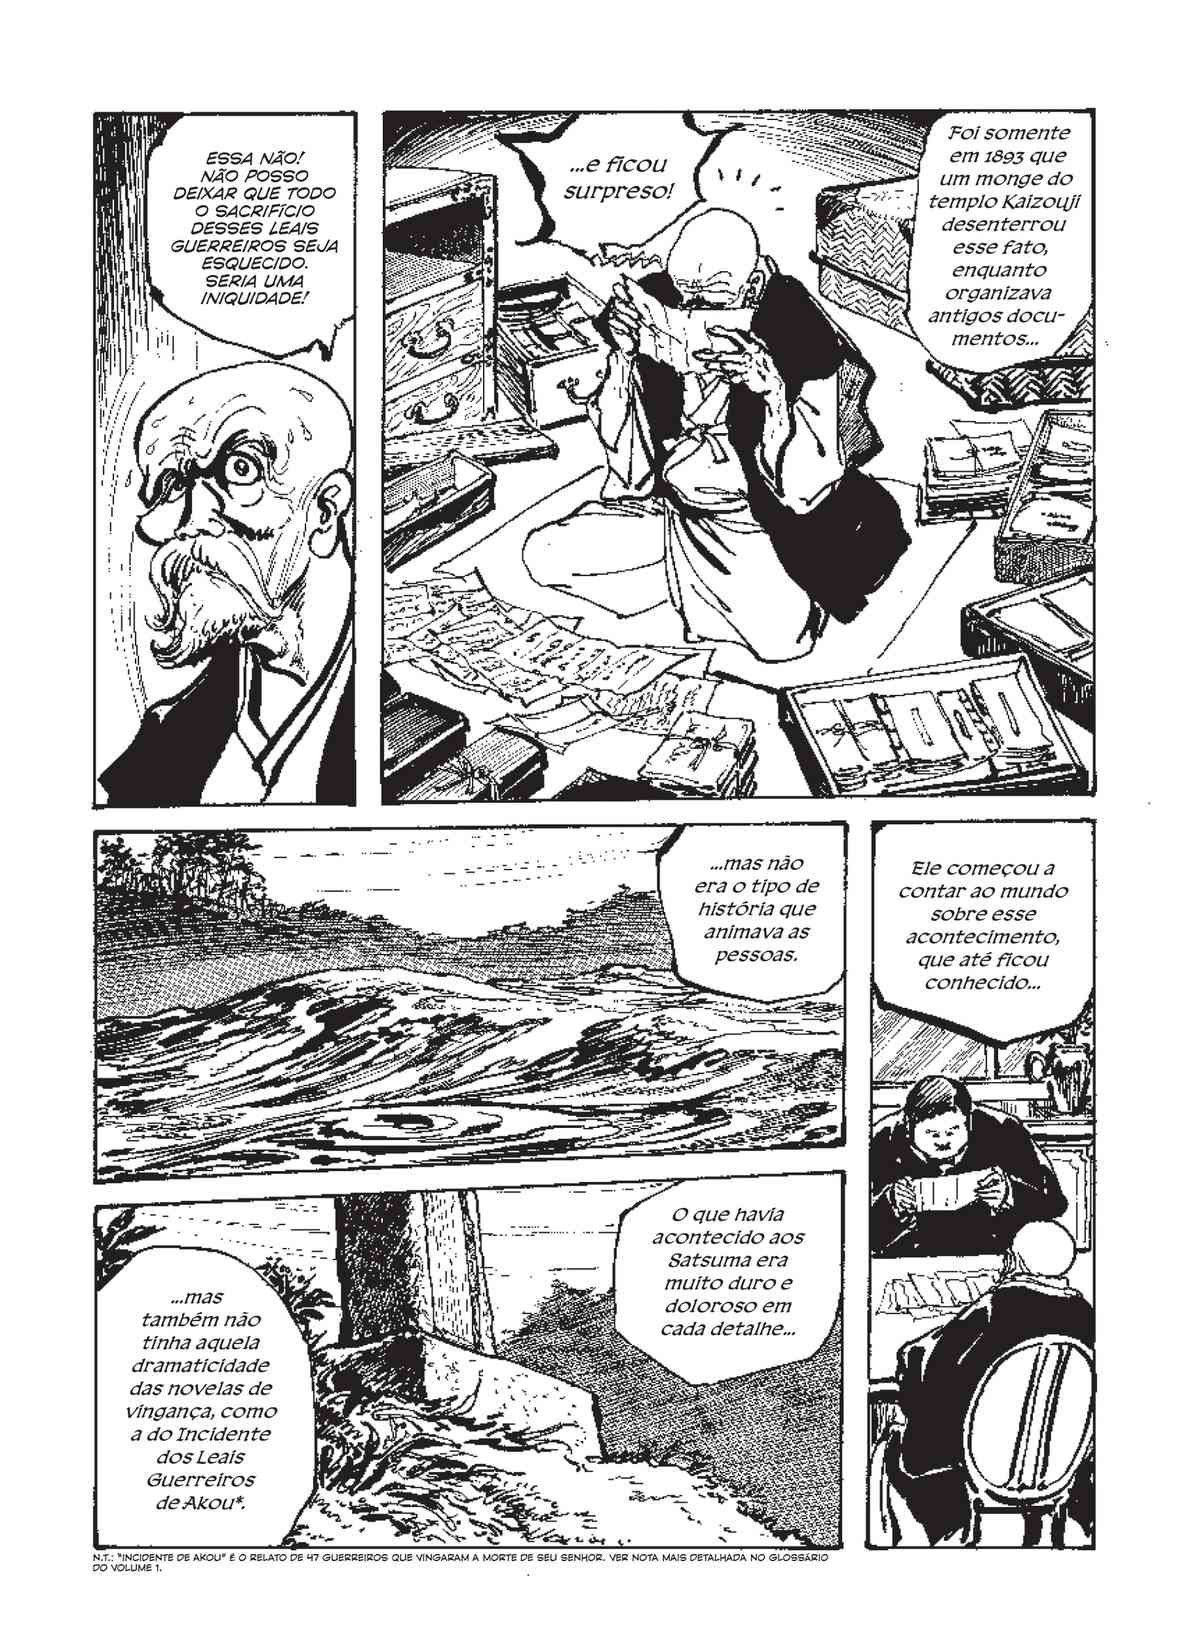 Foi somente
em 1893 que
um monge do
templo Kaizouji
desenterrou
esse fato,
enquanto
organizava
antigos docu-
mentos...
...e ficou
surpreso!
ESSA NÃO!
NÃO POSSO
DEIXAR QUE TODO
O SACRIFÍCIO
DESSES LEAIS
GUERREIROS SEJA
ESQUECIDO.
SERIA UMA
INIQUIDADE!
Ele começou a
contar ao mundo
sobre esse
acontecimento,
que até ficou
conhecido...
...mas não
era o tipo de
história que
animava as
pessoas.
O que havia
acontecido aos
Satsuma era
muito duro e
doloroso em
cada detalhe...
...mas
também não
tinha aquela
dramaticidade
das novelas de
vingança, como
a do Incidente
dos Leais
Guerreiros
de Akou*.
N.T.: "INCIDENTE DE AKOU" É O RELATO DE 47 GUERREIROS QUE VINGARAM A MORTE DE SEU SENHOR. VER NOTA MAIS DETALHADA NO GLOSSÁRIO
DO VOLUME 1.